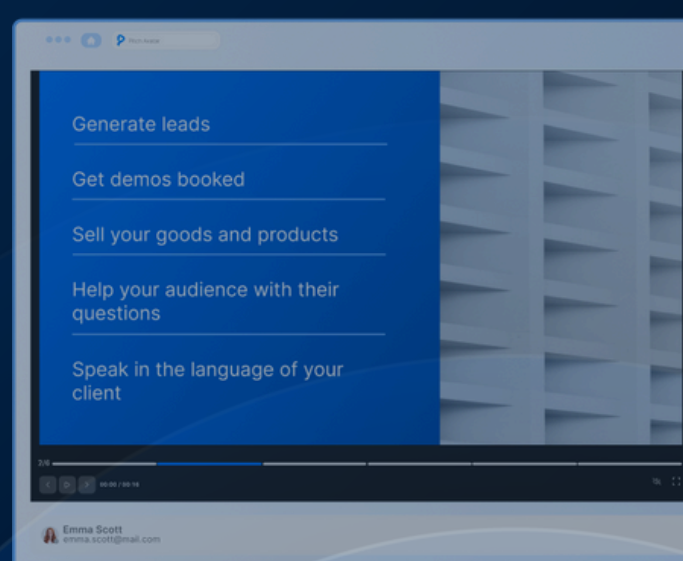 Generate leads
Get demos booked
Sell your goods and products
Help your audience with their
questions
Speak in the language of your
client
2/6
00:00 / 00:16
Emma Scott
emma.scott@mail.com